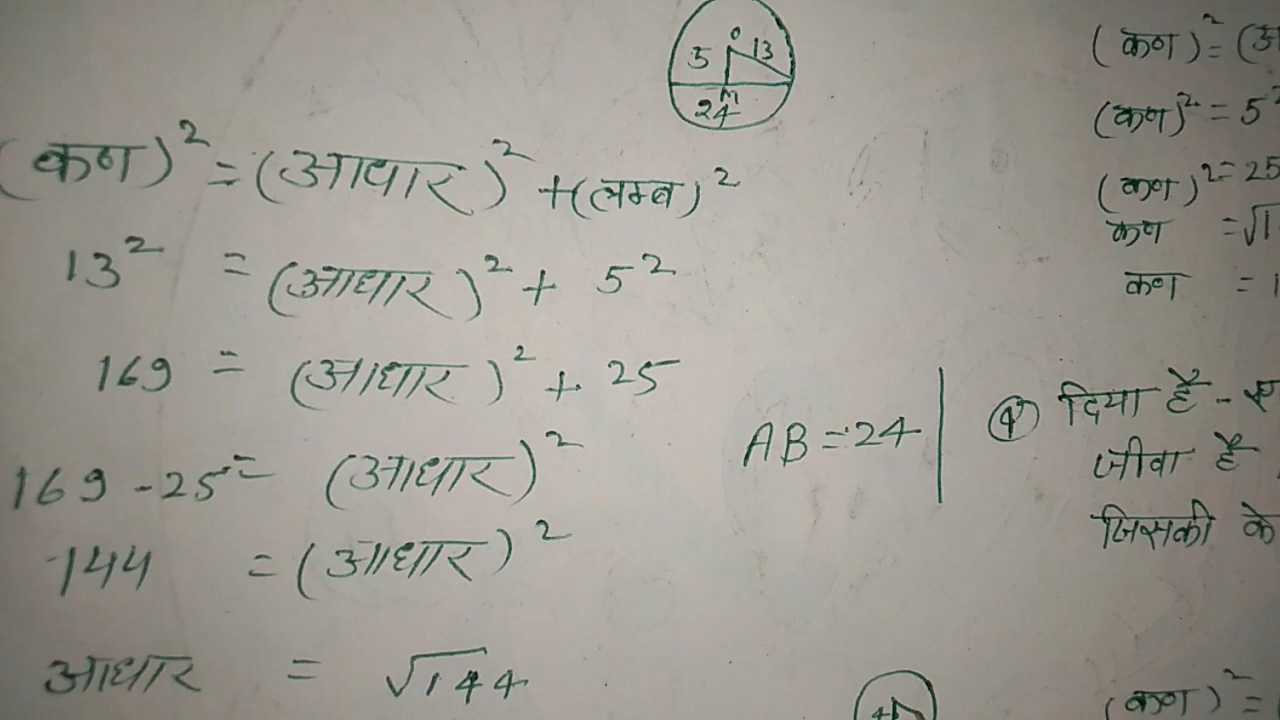 O
5 13
M
24
(कर्ण)² = (आधार)² + (लम्ब)²
13² = (आधार)² + 5²
169 = (आधार)² + 25
169 - 25 = (आधार)²
144 = (आधार)²
आधार = √144
AB = 24
(कर्ण)² =
(कर्ण)² = 5²
(कर्ण)² = 25
कर्ण =
कर्ण =
④ दिया है -
जीवा है
जिसकी के
(कर्ण)² =